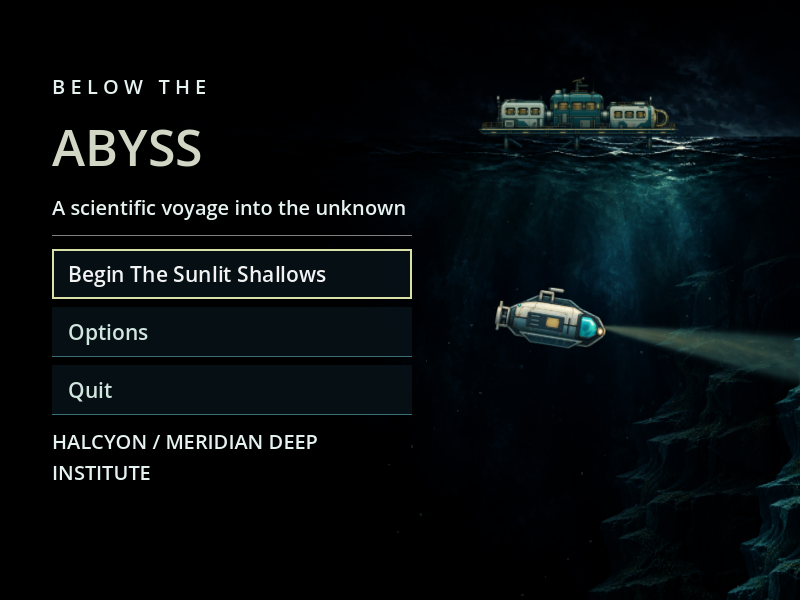 BELOW THE
ABYSS
A scientific voyage into the unknown
Begin The Sunlit Shallows
Options
Quit
HALCYON / MERIDIAN DEEP
INSTITUTE